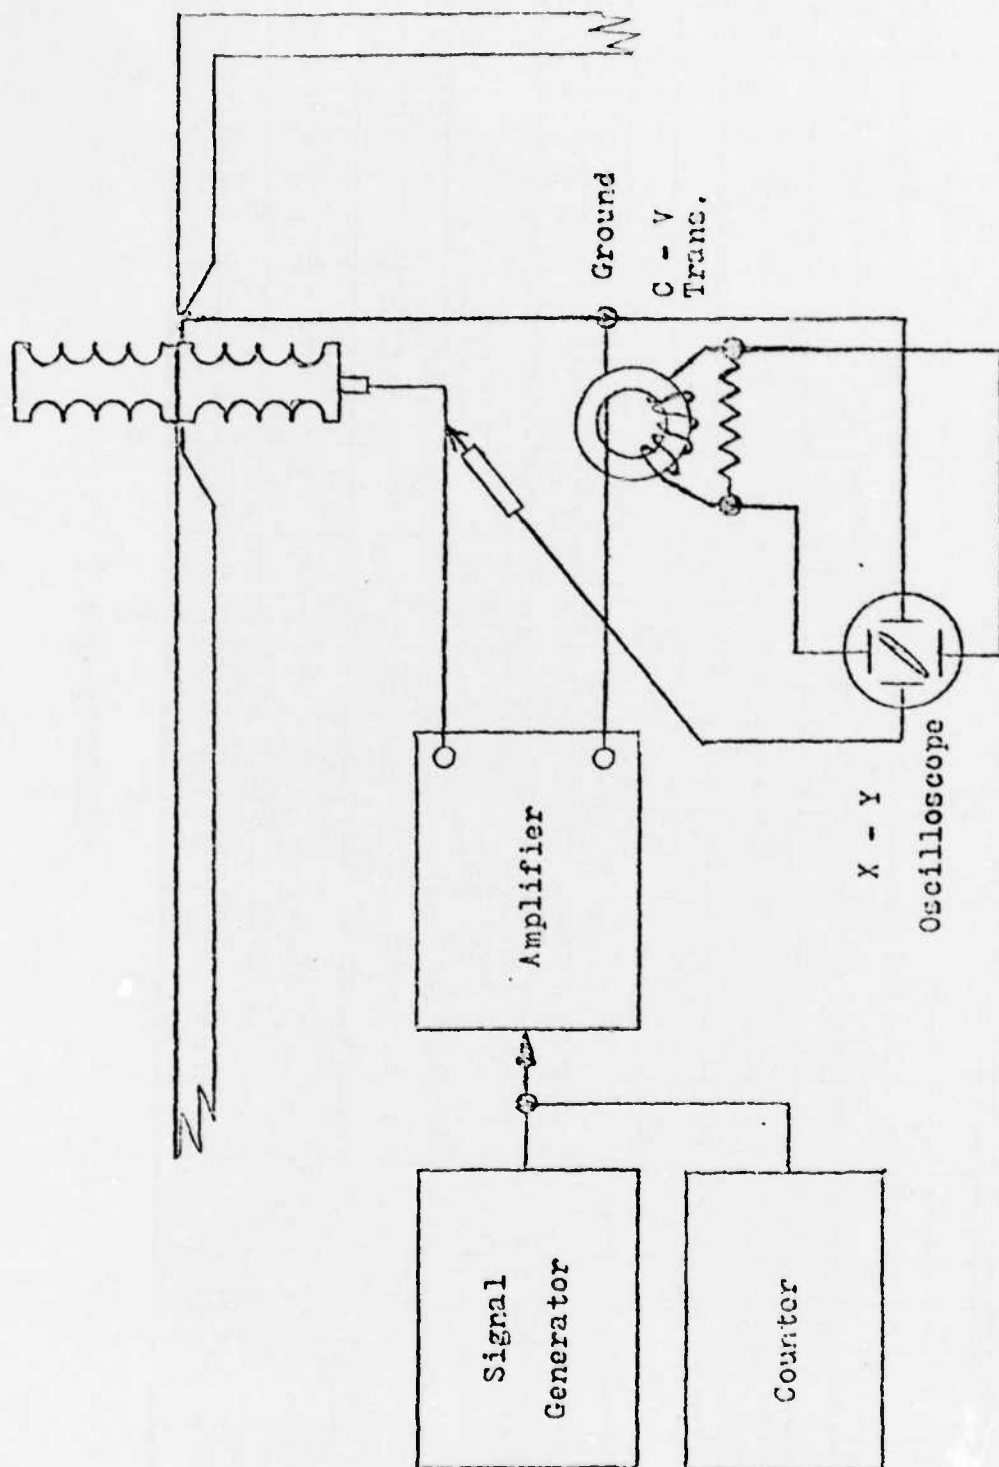 Ground
C - V
Trans.
Amplifier
X - Y
Oscilloscope
Signal
Generator
Counter